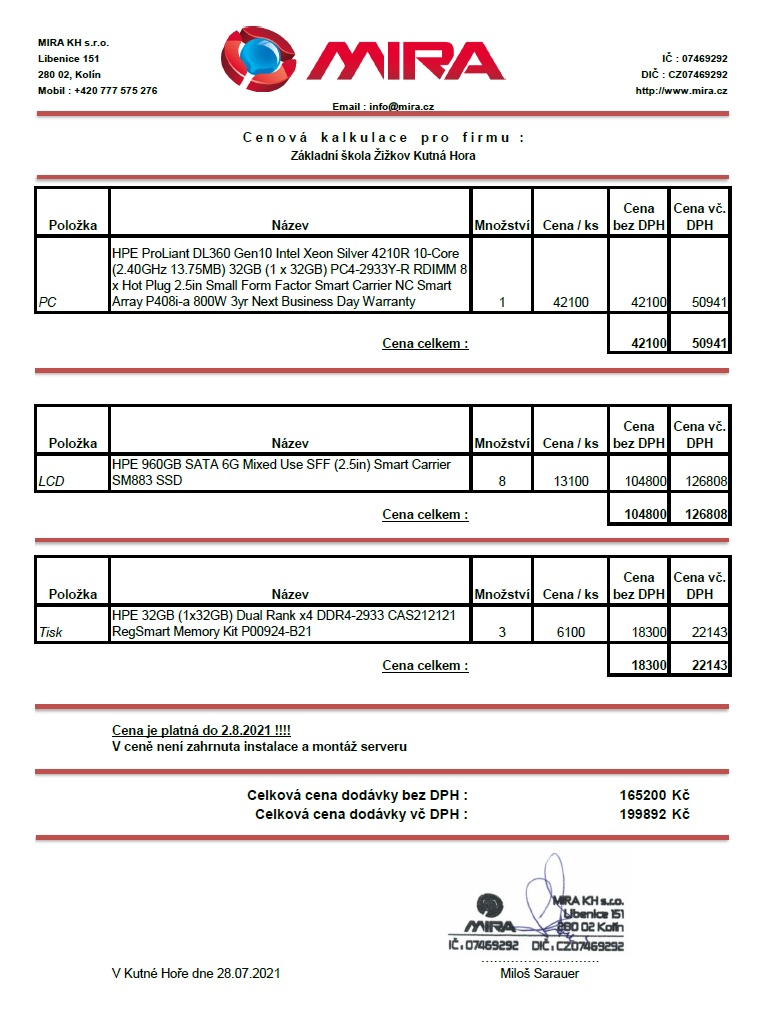 MIRA KH s.r.o.
Libenice 151
280 02, Kolín
Mobil : +420 777 575 276
MIRA
IČ : 07469292
DIČ : CZ07469292
http://www.mira.cz
Email : info@mira.cz
Cenová kalkulace pro firmu :
Základní škola Žižkov Kutná Hora
Položka Název Množství Cena / ks Cena bez DPH Cena vč. DPH
HPE ProLiant DL360 Gen10 Intel Xeon Silver 4210R 10-Core
(2.40GHz 13.75MB) 32GB (1 x 32GB) PC4-2933Y-R RDIMM 8
x Hot Plug 2.5in Small Form Factor Smart Carrier NC Smart
PC Array P408i-a 800W 3yr Next Business Day Warranty 1 42100 42100 50941
Cena celkem : 42100 50941
Položka Název Množství Cena / ks Cena bez DPH Cena vč. DPH
HPE 960GB SATA 6G Mixed Use SFF (2.5in) Smart Carrier
LCD SM883 SSD 8 13100 104800 126808
Cena celkem : 104800 126808
Položka Název Množství Cena / ks Cena bez DPH Cena vč. DPH
HPE 32GB (1x32GB) Dual Rank x4 DDR4-2933 CAS212121
Tisk RegSmart Memory Kit P00924-B21 3 6100 18300 22143
Cena celkem : 18300 22143
Cena je platná do 2.8.2021 !!!!
V ceně není zahrnuta instalace a montáž serveru
Celková cena dodávky bez DPH : 165200 Kč
Celková cena dodávky vč DPH : 199892 Kč
MIRA
MIRA KH s.r.o.
Libenice 151
280 02 Kolín
IČ.: 07469292 DIČ.: CZ07469292
V Kutné Hoře dne 28.07.2021
Miloš Sarauer